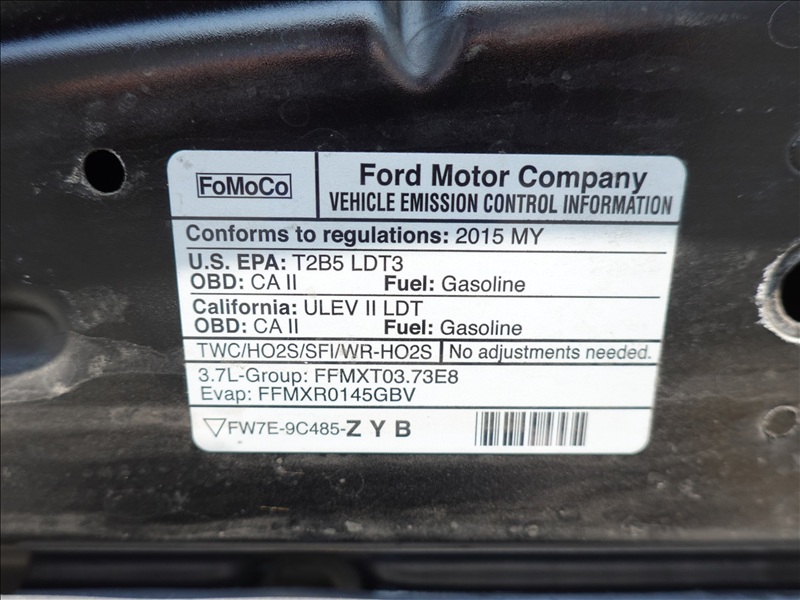 FoMoCo
Ford Motor Company
VEHICLE EMISSION CONTROL INFORMATION
Conforms to regulations: 2015 MY
U.S. EPA: T2B5 LDT3
OBD: CA II Fuel: Gasoline
California: ULEV II LDT
OBD: CA II Fuel: Gasoline
TWC/HO2S/SFI/WR-HO2S No adjustments needed.
3.7L-Group: FFMXT03.73E8
Evap: FFMXR0145GBV
FW7E-9C485-Z Y B